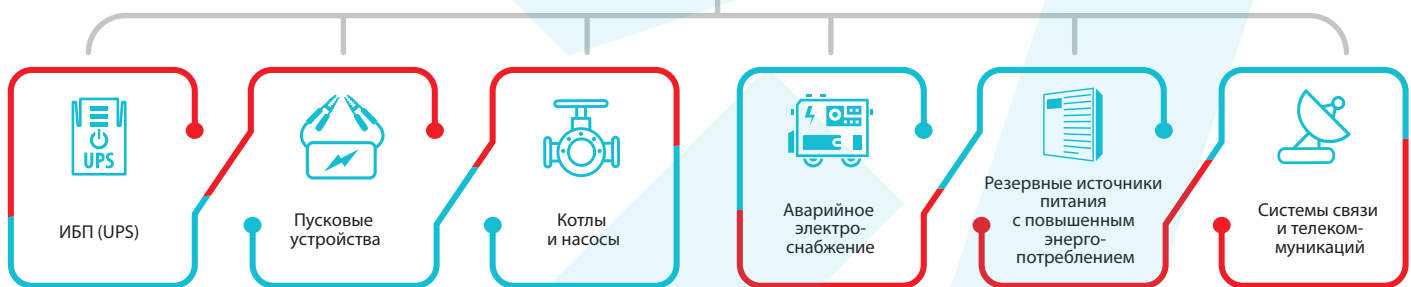 UPS
ИБП (UPS)
Пусковые
устройства
Котлы
и насосы
Аварийное
электро-
снабжение
Резервные источники
питания
с повышенным
энерго-
потреблением
Системы связи
и телеком-
муникаций